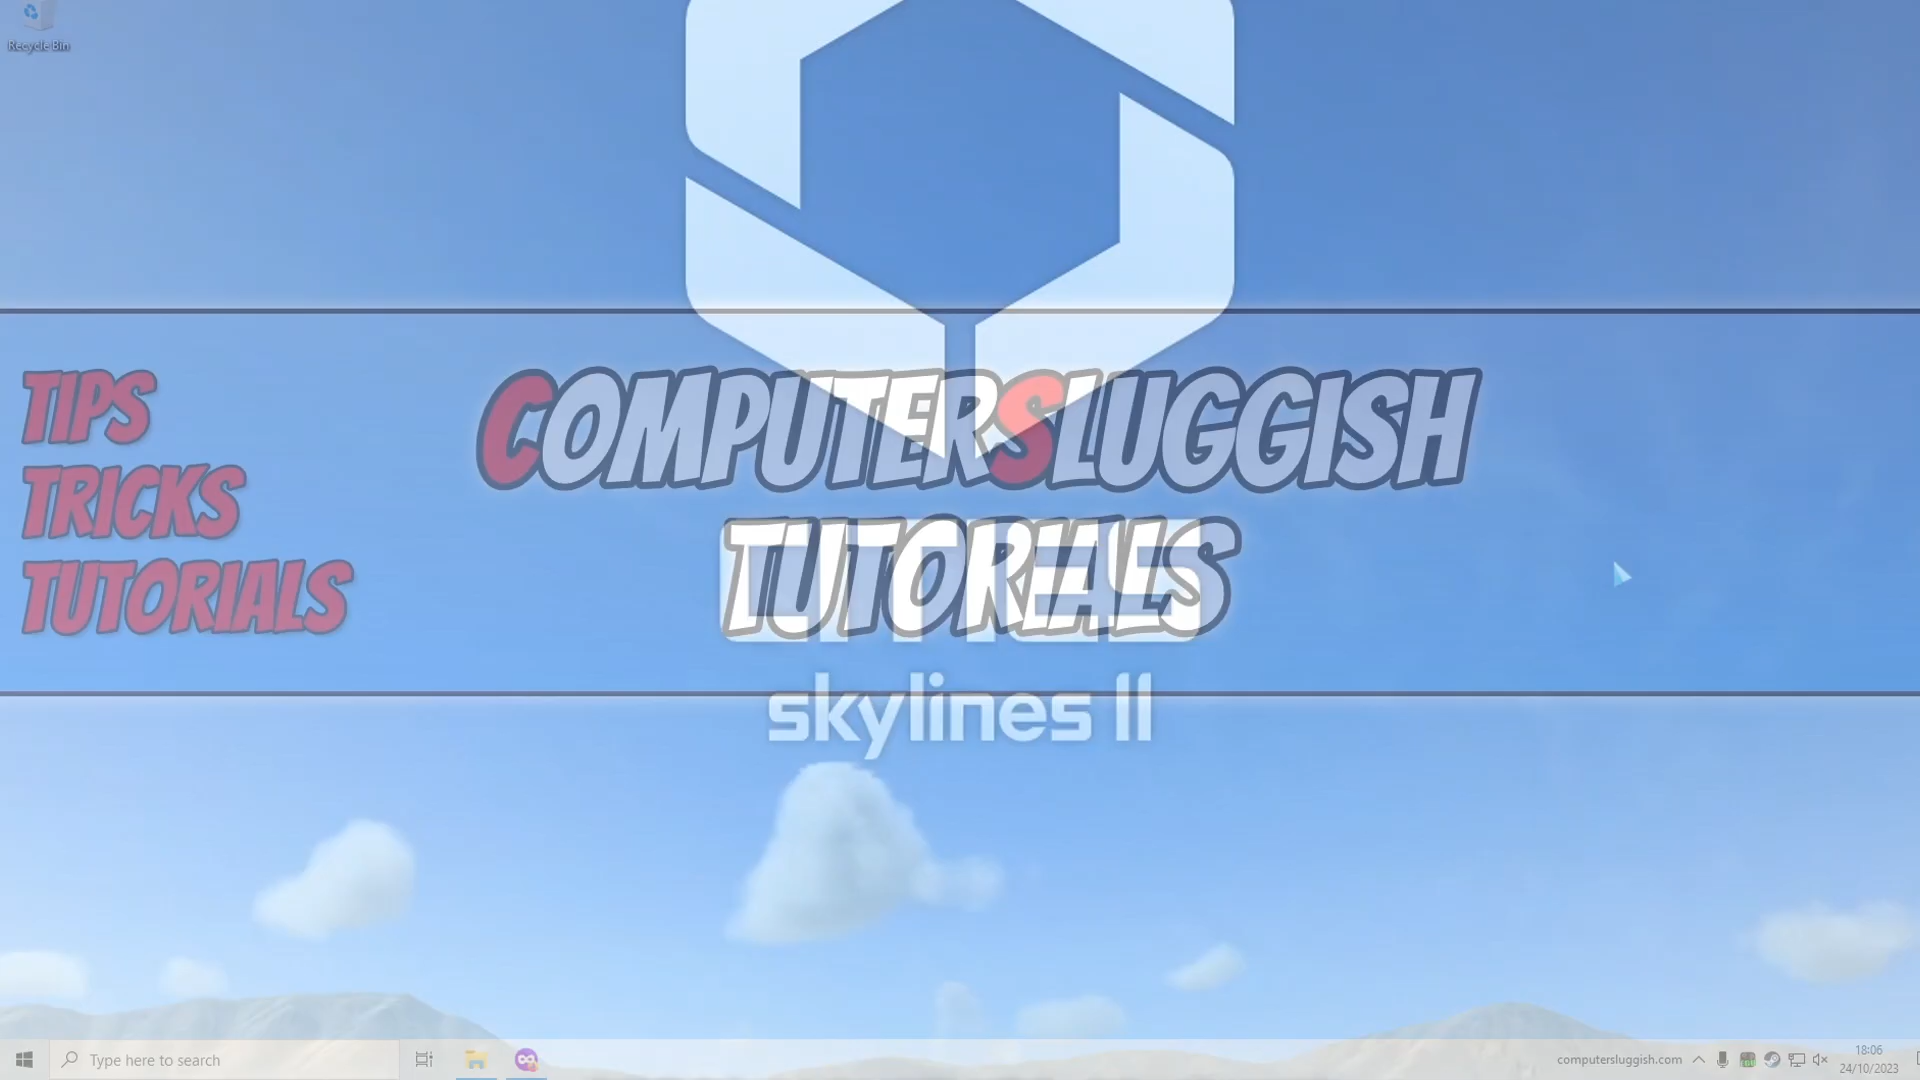 Recycle Bin
TIPS
TRICKS
TUTORIALS
COMPUTERSLUGGISH
TUTORIALS
CITIES
skylines II
Type here to search
computersluggish.com
18:06
24/10/2023